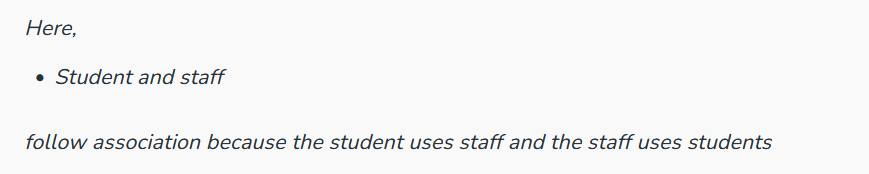 Here,
• Student and staff
follow association because the student uses staff and the staff uses students